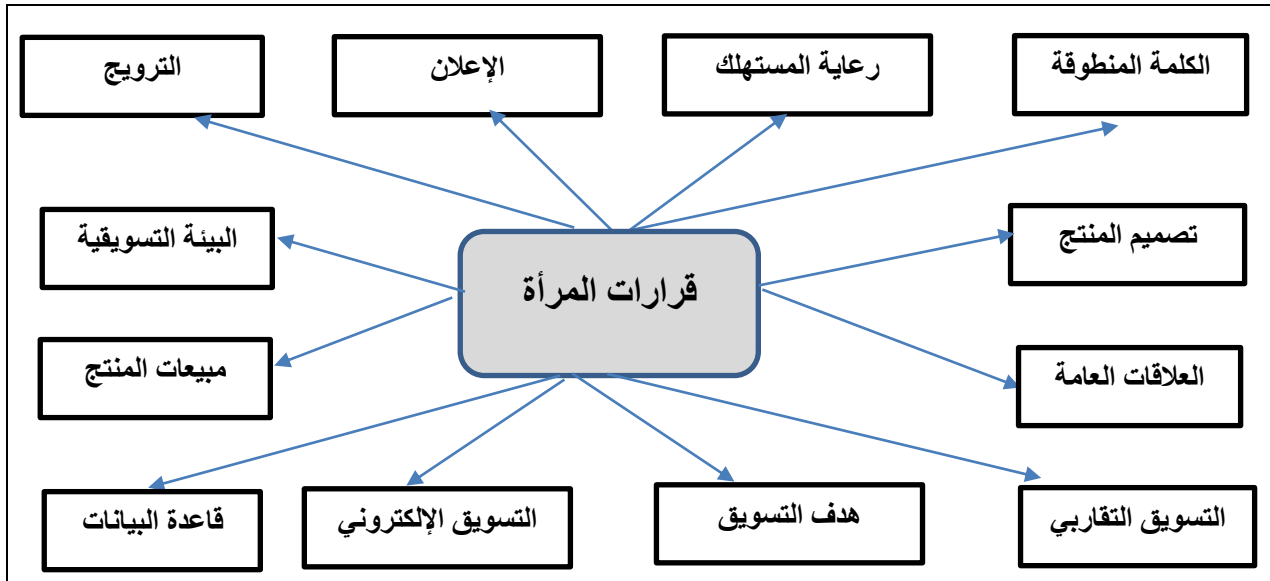 الكلمة المنطوقة
رعاية المستهلك
الإعلان
الترويج
تصميم المنتج
البيئة التسويقية
قرارات المرأة
العلاقات العامة
مبيعات المنتج
التسويق التقاربي
هدف التسويق
التسويق الإلكتروني
قاعدة البيانات